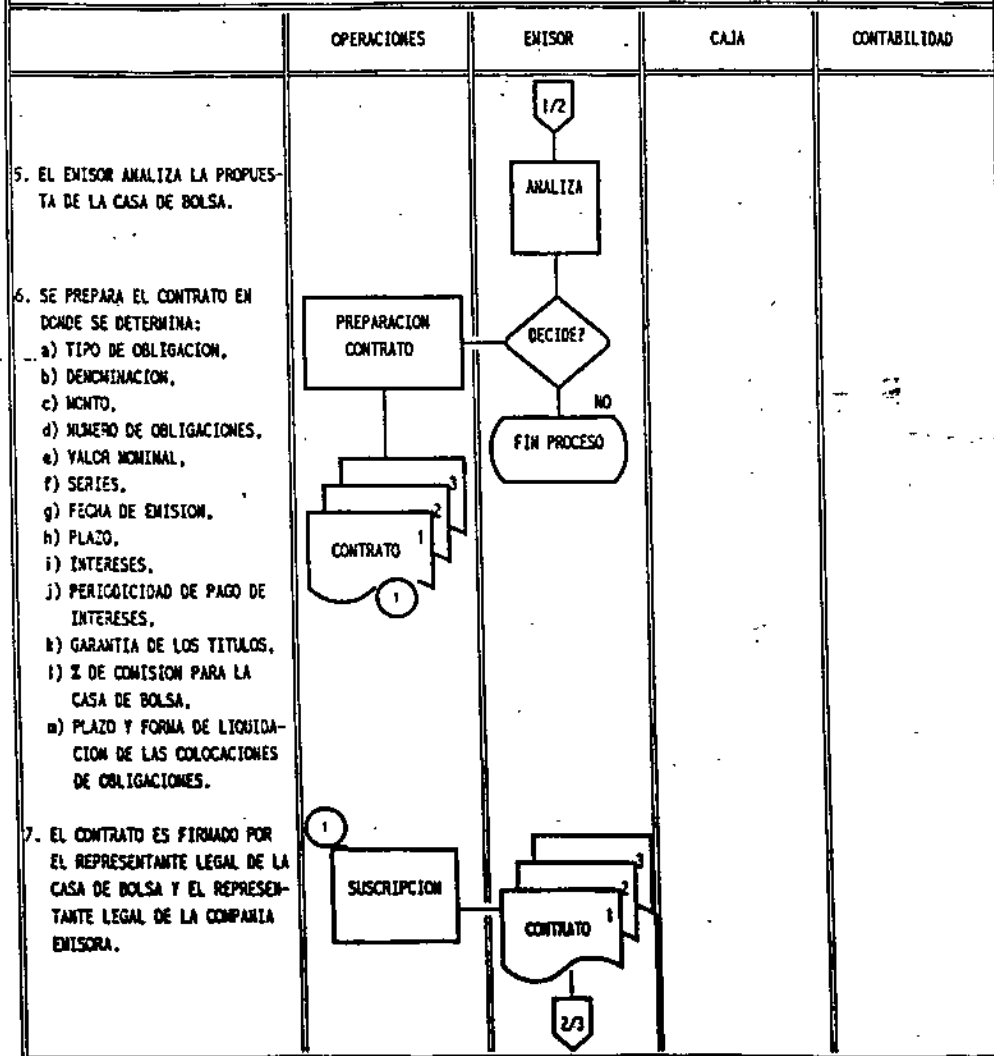 OPERACIONES EMISOR CAJA CONTABILIDAD
1/2
5. EL EMISOR ANALIZA LA PROPUES-
TA DE LA CASA DE BOLSA.
ANALIZA
6. SE PREPARA EL CONTRATO EN
DONDE SE DETERMINA:
a) TIPO DE OBLIGACION,
b) DENOMINACION,
c) MONTO,
d) NUMERO DE OBLIGACIONES,
e) VALOR NOMINAL,
f) SERIES,
g) FECHA DE EMISION,
h) PLAZO,
i) INTERESES,
j) PERIODICIDAD DE PAGO DE
INTERESES,
k) GARANTIA DE LOS TITULOS,
l) % DE COMISION PARA LA
CASA DE BOLSA,
m) PLAZO Y FORMA DE LIQUIDA-
CION DE LAS COLOCACIONES
DE OBLIGACIONES.
PREPARACION
CONTRATO
DECIDE?
NO
FIN PROCESO
3
2
CONTRATO 1
1
7. EL CONTRATO ES FIRMADO POR
EL REPRESENTANTE LEGAL DE LA
CASA DE BOLSA Y EL REPRESEN-
TANTE LEGAL DE LA COMPAÑIA
EMISORA.
1
SUSCRIPCION
3
2
1
CONTRATO
2/3